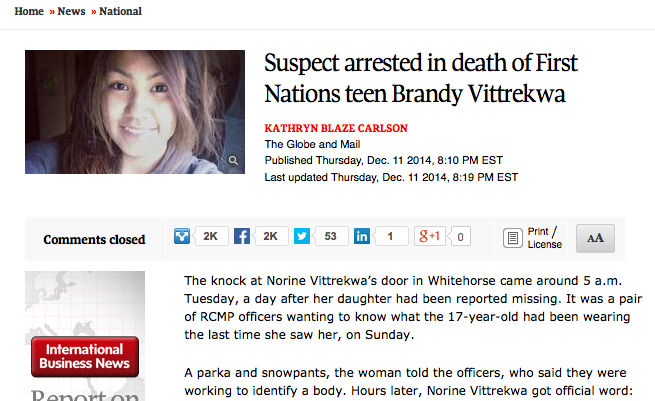 Home » News » National
Suspect arrested in death of First
Nations teen Brandy Vittrekwa
KATHRYN BLAZE CARLSON
The Globe and Mail
Published Thursday, Dec. 11 2014, 8:10 PM EST
Last updated Thursday, Dec. 11 2014, 8:19 PM EST
Comments closed
2K
f 2K
53
in 1
g+1 0
Print /
License
AA
The knock at Norine Vittrekwa’s door in Whitehorse came around 5 a.m.
Tuesday, a day after her daughter had been reported missing. It was a pair
of RCMP officers wanting to know what the 17-year-old had been wearing
the last time she saw her, on Sunday.
A parka and snowpants, the woman told the officers, who said they were
working to identify a body. Hours later, Norine Vittrekwa got official word:
International
Business News
Report on